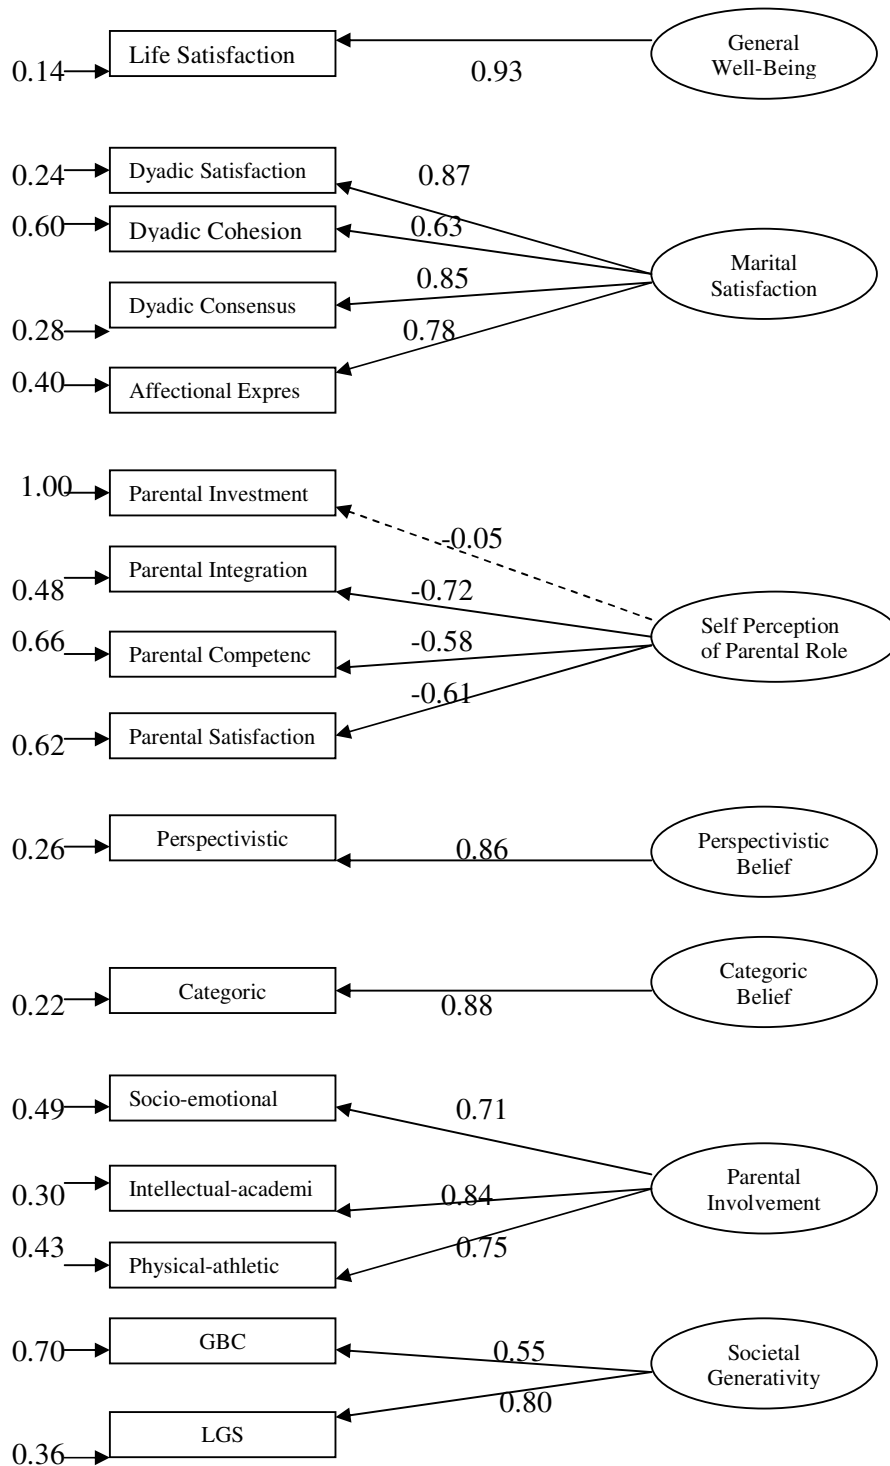 Life Satisfaction
General
Well-Being
0.14
0.93
0.24
Dyadic Satisfaction
0.87
0.60
Dyadic Cohesion
0.63
Marital
Satisfaction
0.85
Dyadic Consensus
0.28
0.78
0.40
Affectional Expres
1.00
Parental Investment
-0.05
Parental Integration
0.48
-0.72
Self Perception
of Parental Role
0.66
Parental Competenc
-0.58
-0.61
0.62
Parental Satisfaction
Perspectivistic
0.26
0.86
Perspectivistic
Belief
Categoric
0.22
0.88
Categoric
Belief
Socio-emotional
0.49
0.71
Intellectual-academi
0.30
0.84
Parental
Involvement
0.43
Physical-athletic
0.75
GBC
0.70
0.55
Societal
Generativity
0.80
LGS
0.36